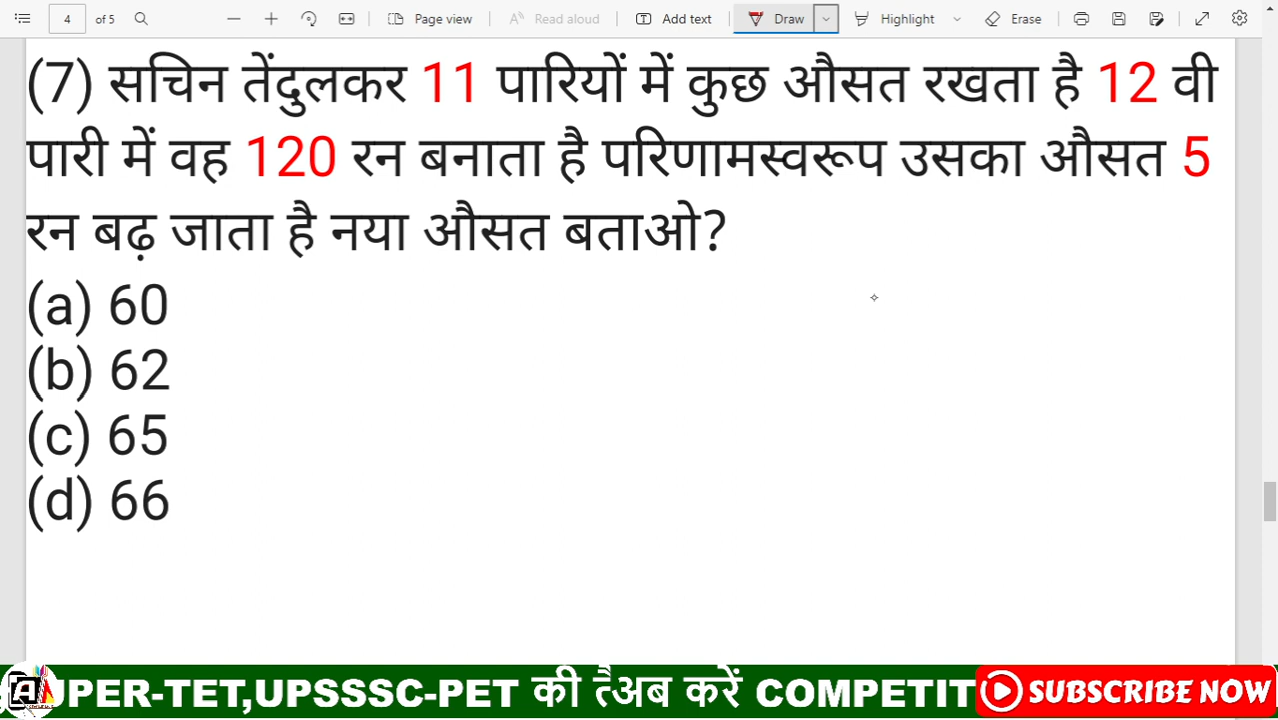 4 of 5 Page view Read aloud Add text Draw Highlight Erase
(7) सचिन तेंदुलकर 11 पारियों में कुछ औसत रखता है 12 वी
पारी में वह 120 रन बनाता है परिणामस्वरूप उसका औसत 5
रन बढ़ जाता है नया औसत बताओ?
(a) 60
(b) 62
(c) 65
(d) 66
UPER-TET,UPSSSC-PET की तैअब करें COMPETIT SUBSCRIBE NOW